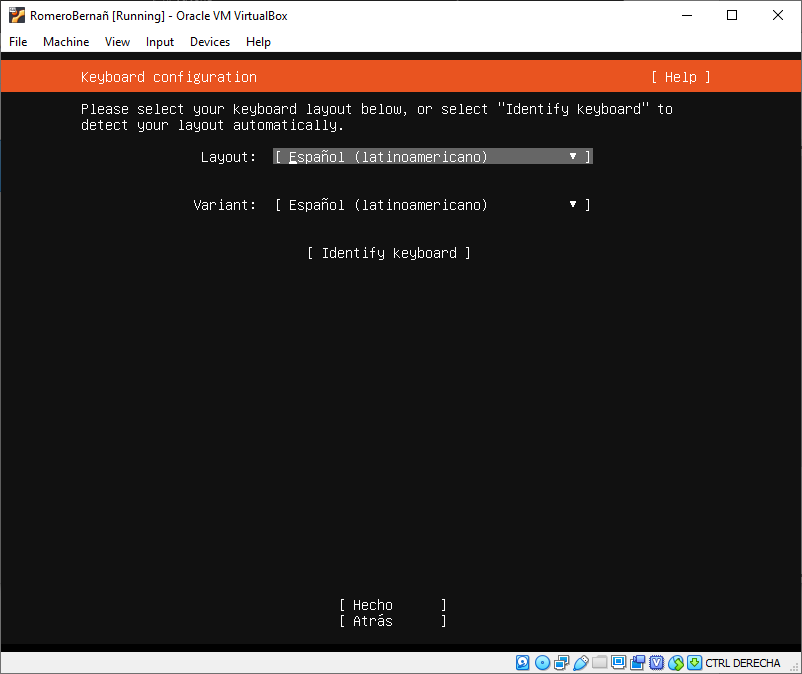 RomeroBernañ [Running] - Oracle VM VirtualBox
File Machine View Input Devices Help
Keyboard configuration [ Help ]
Please select your keyboard layout below, or select "Identify keyboard" to
detect your layout automatically.
Layout: [ Español (latinoamericano) ▾ ]
Variant: [ Español (latinoamericano) ▾ ]
[ Identify keyboard ]
[ Hecho ]
[ Atrás ]
CTRL DERECHA